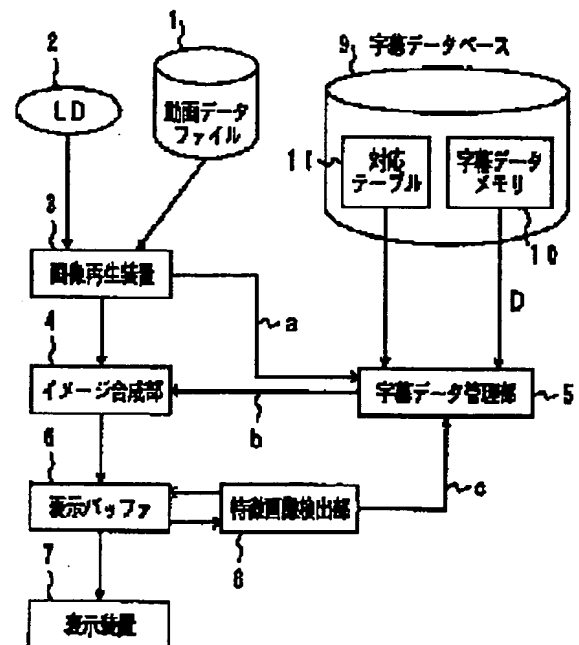 1
2
9 字幕データベース
LD
動画データ
ファイル
11
対応
テーブル
字幕データ
メモリ
10
3
画像再生装置
a
D
4
イメージ合成部
b
字幕データ管理部
5
6
表示バッファ
特徴画像検出部
c
8
7
表示装置